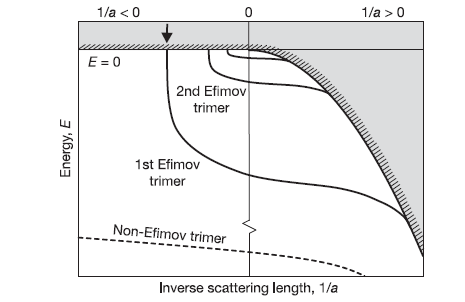 1/a < 0
0
1/a > 0
E = 0
2nd Efimov
trimer
1st Efimov
trimer
Non-Efimov trimer
Energy, E
Inverse scattering length, 1/a